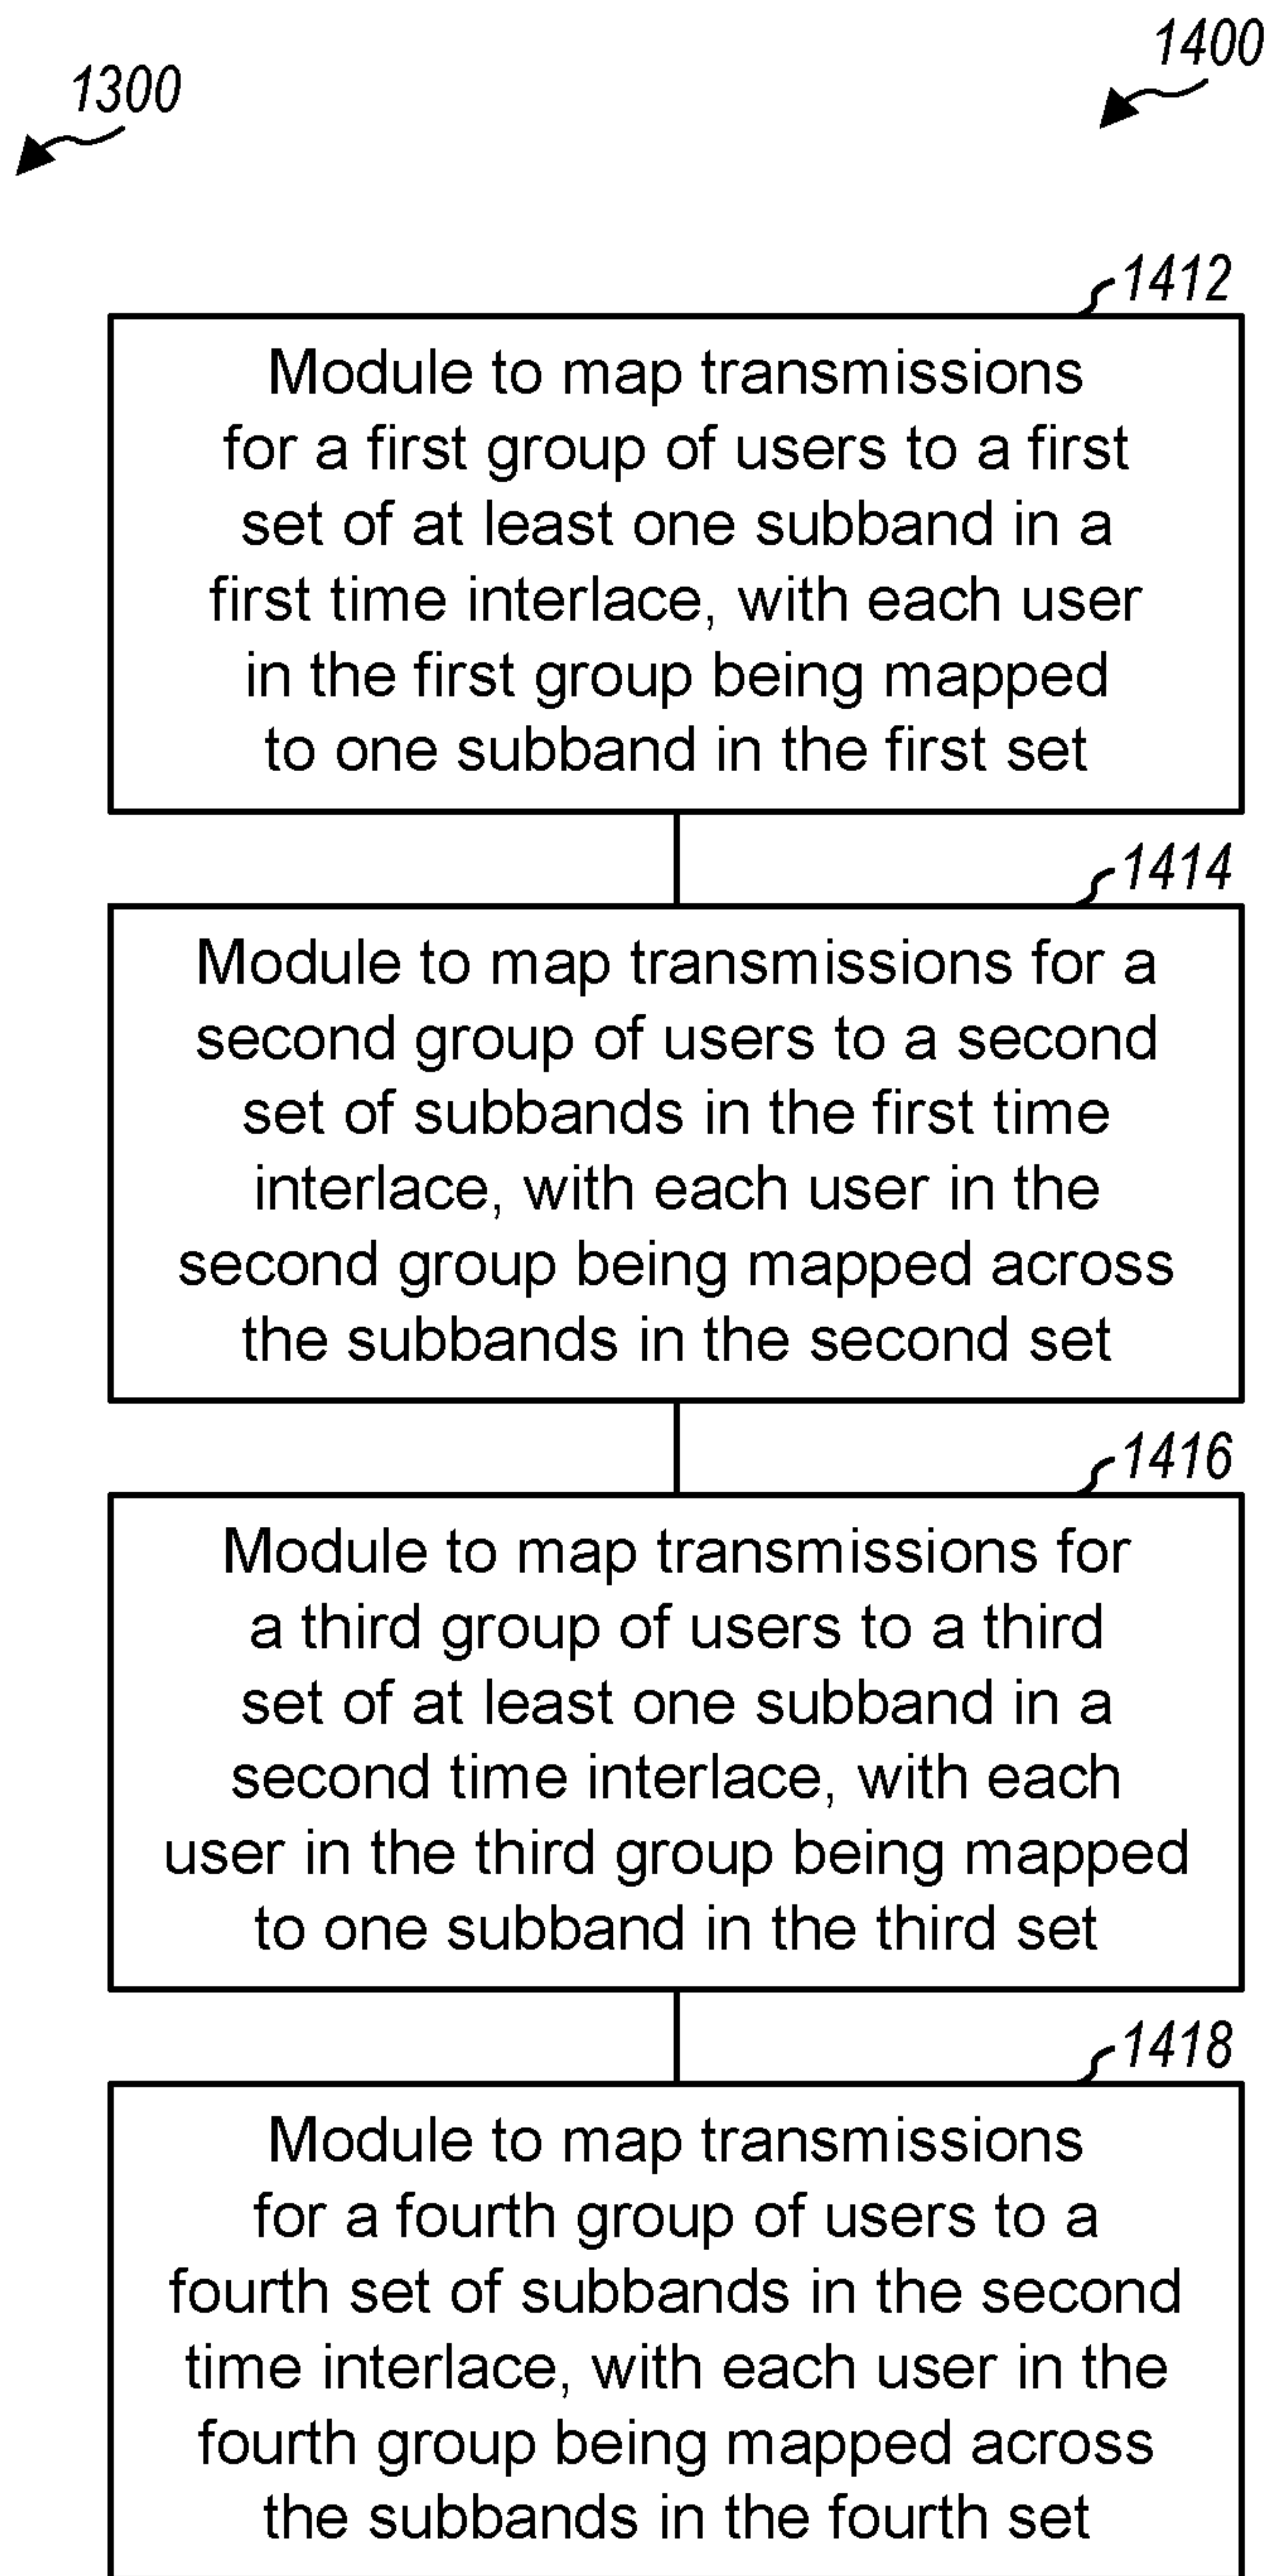 1400
1300
1412
Module to map transmissions
for a first group of users to a first
set of at least one subband in a
first time interlace, with each user
in the first group being mapped
to one subband in the first set
1414
Module to map transmissions for a
second group of users to a second
set of subbands in the first time
interlace, with each user in the
second group being mapped across
the subbands in the second set
1416
Module to map transmissions for
a third group of users to a third
set of at least one subband in a
second time interlace, with each
user in the third group being mapped
to one subband in the third set
1418
Module to map transmissions
for a fourth group of users to a
fourth set of subbands in the second
time interlace, with each user in the
fourth group being mapped across
the subbands in the fourth set